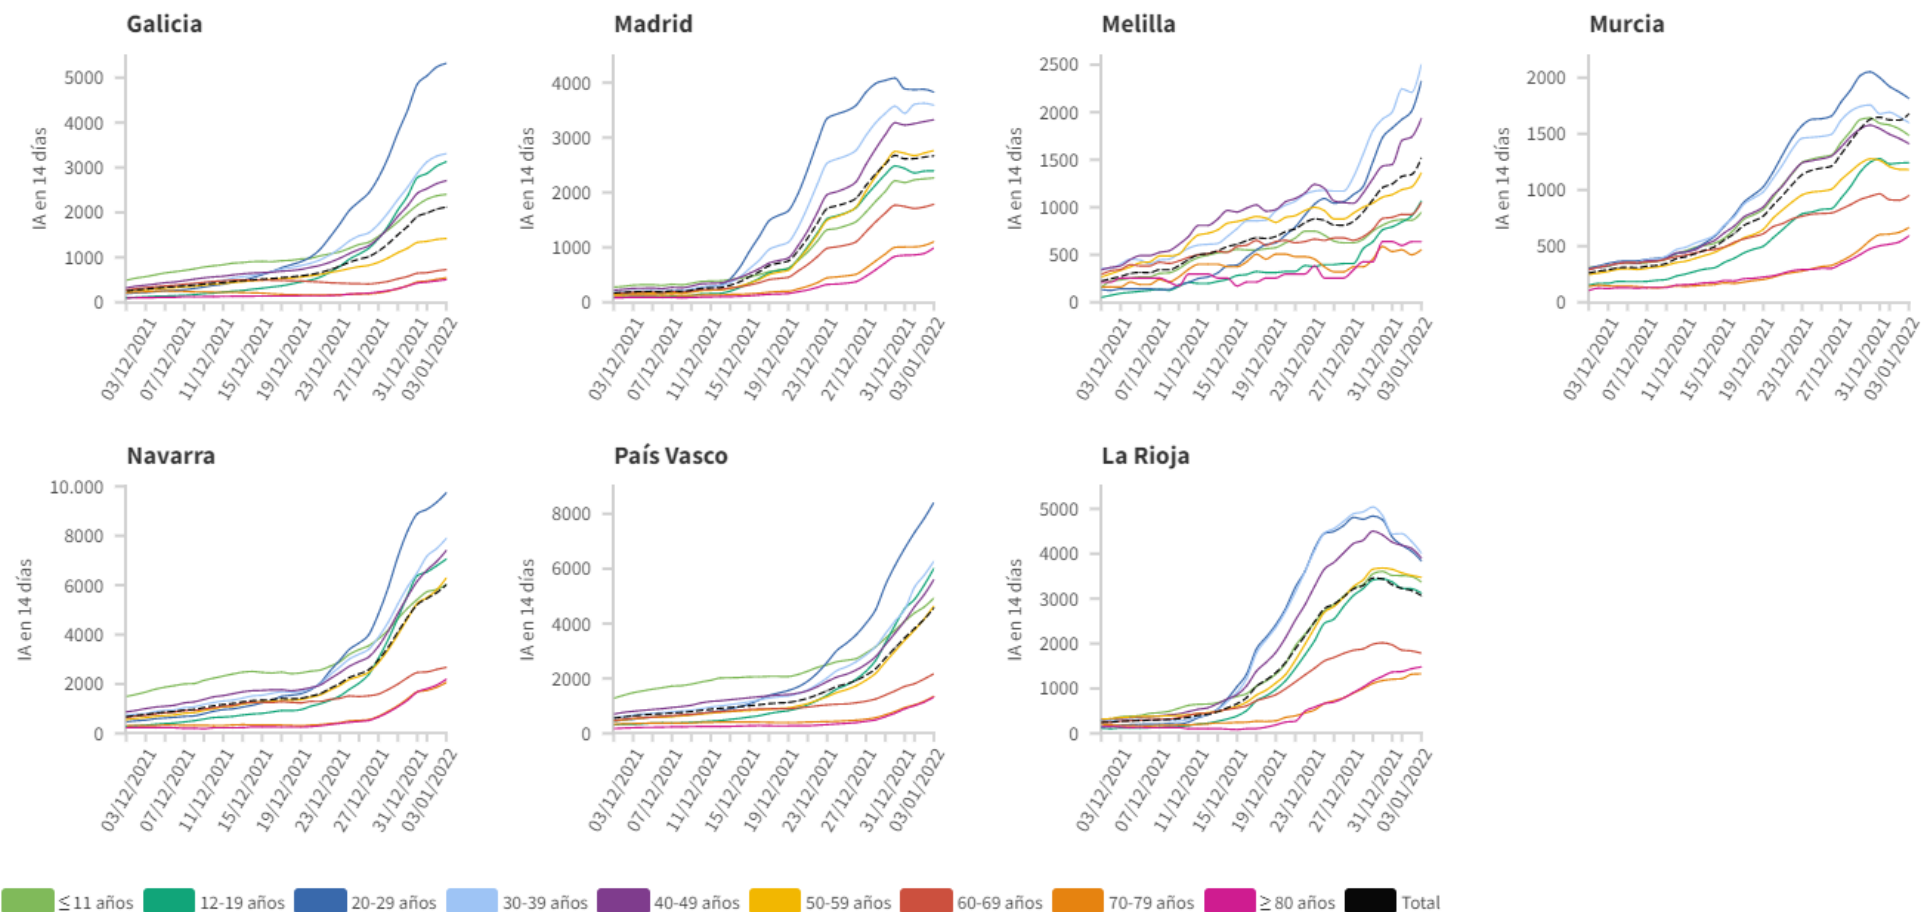 Galicia
IA en 14 días
5000
4000
3000
2000
1000
0
03/12/2021 07/12/2021 11/12/2021 15/12/2021 19/12/2021 23/12/2021 27/12/2021 31/12/2021 03/01/2022
Madrid
IA en 14 días
4000
3000
2000
1000
0
03/12/2021 07/12/2021 11/12/2021 15/12/2021 19/12/2021 23/12/2021 27/12/2021 31/12/2021 03/01/2022
Melilla
IA en 14 días
2500
2000
1500
1000
500
0
03/12/2021 07/12/2021 11/12/2021 15/12/2021 19/12/2021 23/12/2021 27/12/2021 31/12/2021 03/01/2022
Murcia
IA en 14 días
2000
1500
1000
500
0
03/12/2021 07/12/2021 11/12/2021 15/12/2021 19/12/2021 23/12/2021 27/12/2021 31/12/2021 03/01/2022
Navarra
IA en 14 días
10.000
8000
6000
4000
2000
0
03/12/2021 07/12/2021 11/12/2021 15/12/2021 19/12/2021 23/12/2021 27/12/2021 31/12/2021 03/01/2022
País Vasco
IA en 14 días
8000
6000
4000
2000
0
03/12/2021 07/12/2021 11/12/2021 15/12/2021 19/12/2021 23/12/2021 27/12/2021 31/12/2021 03/01/2022
La Rioja
IA en 14 días
5000
4000
3000
2000
1000
0
03/12/2021 07/12/2021 11/12/2021 15/12/2021 19/12/2021 23/12/2021 27/12/2021 31/12/2021 03/01/2022
≤ 11 años 12-19 años 20-29 años 30-39 años 40-49 años 50-59 años 60-69 años 70-79 años ≥ 80 años Total